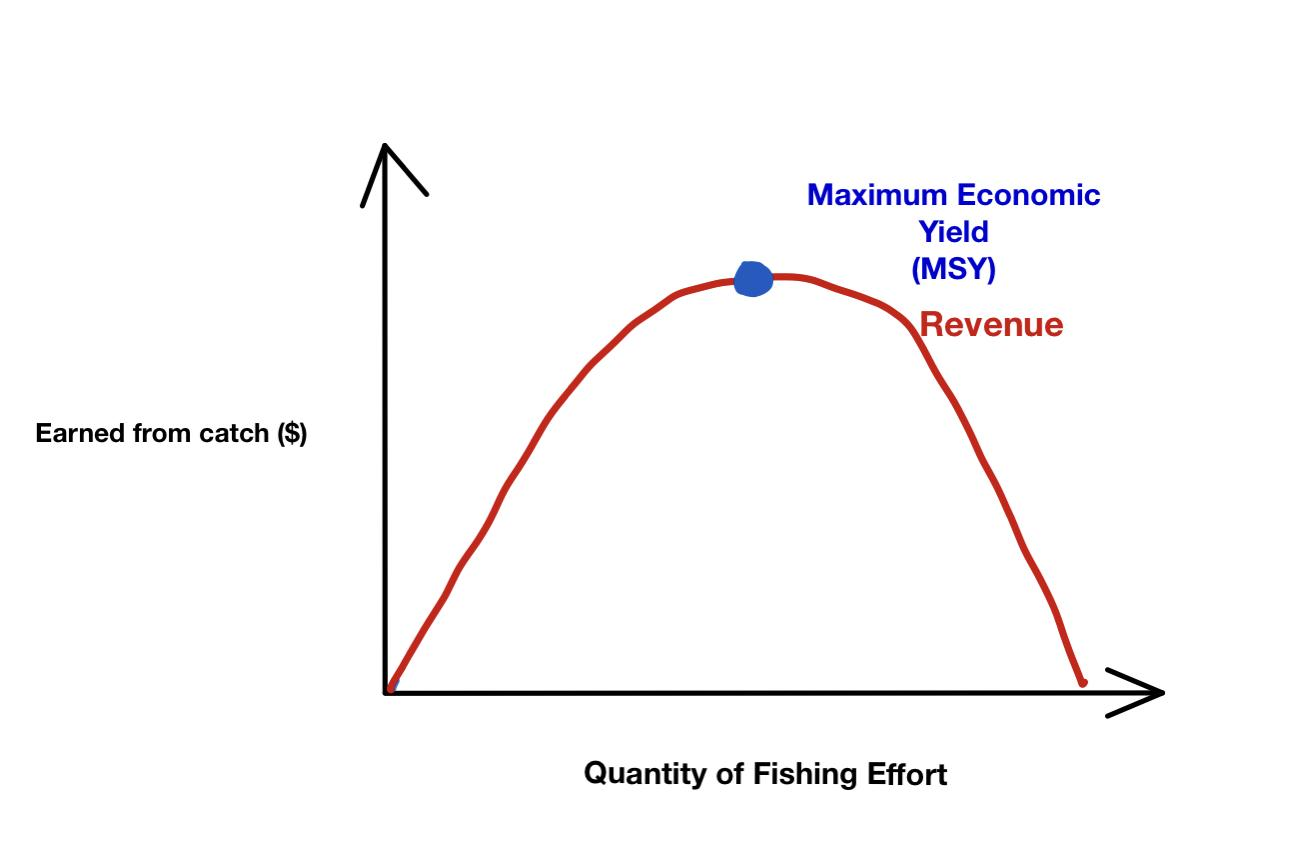 Maximum Economic
Yield
(MSY)
Revenue
Earned from catch ($)
Quantity of Fishing Effort